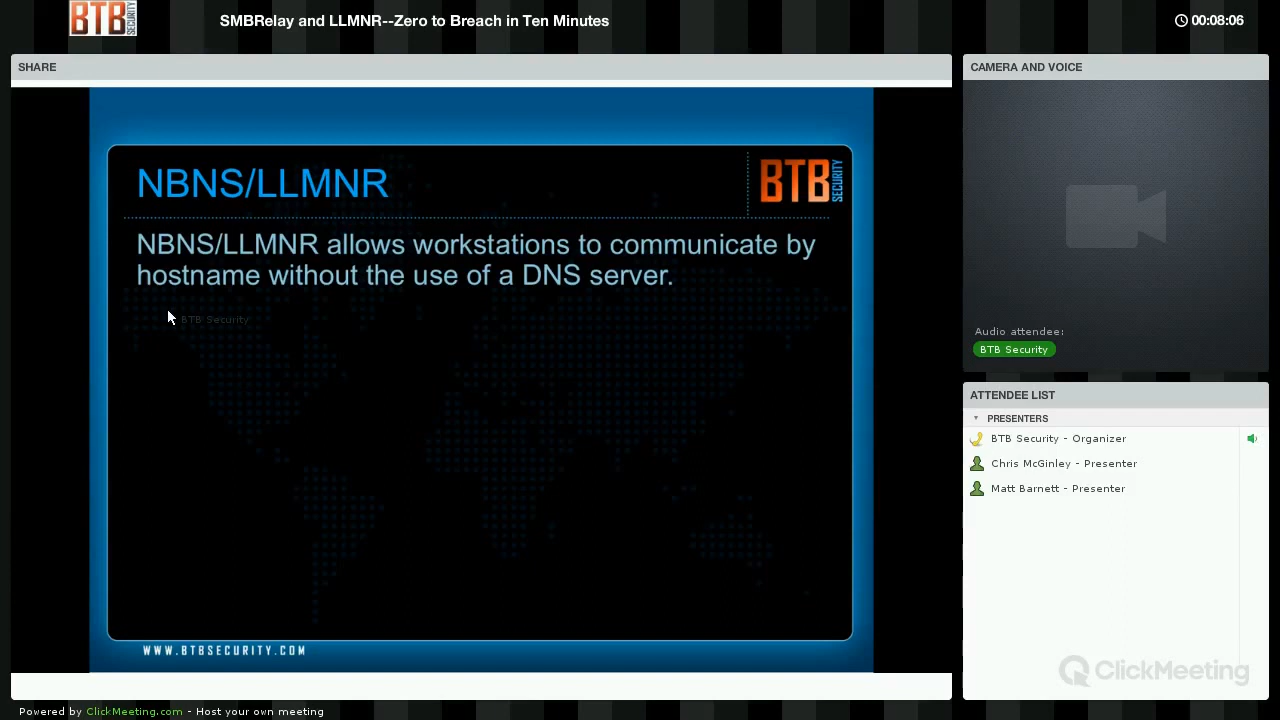 BTB SECURITY
SMBRelay and LLMNR--Zero to Breach in Ten Minutes
00:08:06
SHARE
NBNS/LLMNR
BTB SECURITY
NBNS/LLMNR allows workstations to communicate by
hostname without the use of a DNS server.
BTB Security
WWW.BTBSECURITY.COM
CAMERA AND VOICE
Audio attendee:
BTB Security
ATTENDEE LIST
PRESENTERS
BTB Security - Organizer
Chris McGinley - Presenter
Matt Barnett - Presenter
ClickMeeting
Powered by ClickMeeting.com - Host your own meeting